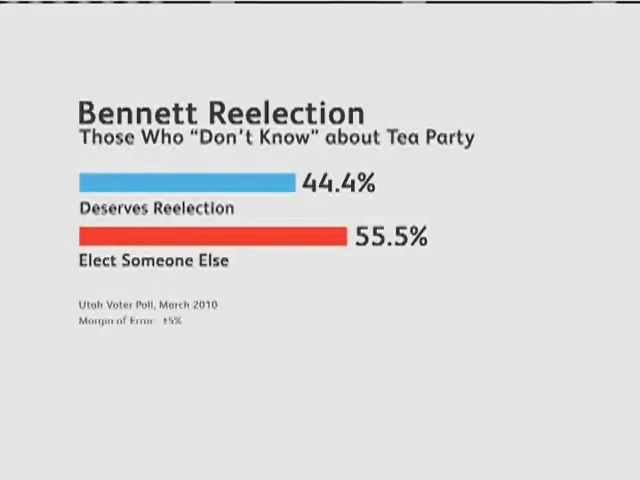 Bennett Reelection
Those Who “Don’t Know” about Tea Party
44.4%
Deserves Reelection
55.5%
Elect Someone Else
Utah Voter Poll, March 2010
Margin of Error: ±5%